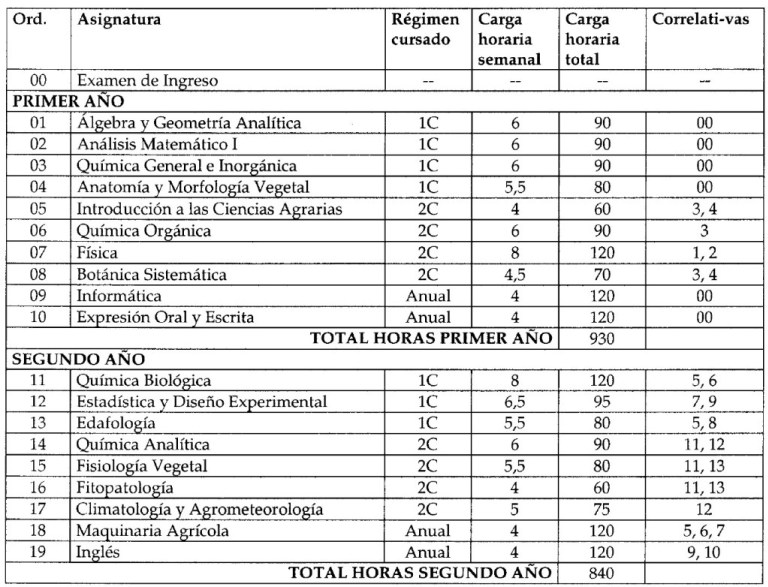 Ord. Asignatura Régimen cursado Carga horaria semanal Carga horaria total Correlati-vas
00 Examen de Ingreso -- -- -- --
PRIMER AÑO
01 Álgebra y Geometría Analítica 1C 6 90 00
02 Análisis Matemático I 1C 6 90 00
03 Química General e Inorgánica 1C 6 90 00
04 Anatomía y Morfología Vegetal 1C 5,5 80 00
05 Introducción a las Ciencias Agrarias 2C 4 60 3, 4
06 Química Orgánica 2C 6 90 3
07 Física 2C 8 120 1, 2
08 Botánica Sistemática 2C 4,5 70 3, 4
09 Informática Anual 4 120 00
10 Expresión Oral y Escrita Anual 4 120 00
TOTAL HORAS PRIMER AÑO 930
SEGUNDO AÑO
11 Química Biológica 1C 8 120 5, 6
12 Estadística y Diseño Experimental 1C 6,5 95 7, 9
13 Edafología 1C 5,5 80 5, 8
14 Química Analítica 2C 6 90 11, 12
15 Fisiología Vegetal 2C 5,5 80 11, 13
16 Fitopatología 2C 4 60 11, 13
17 Climatología y Agrometeorología 2C 5 75 12
18 Maquinaria Agrícola Anual 4 120 5, 6, 7
19 Inglés Anual 4 120 9, 10
TOTAL HORAS SEGUNDO AÑO 840